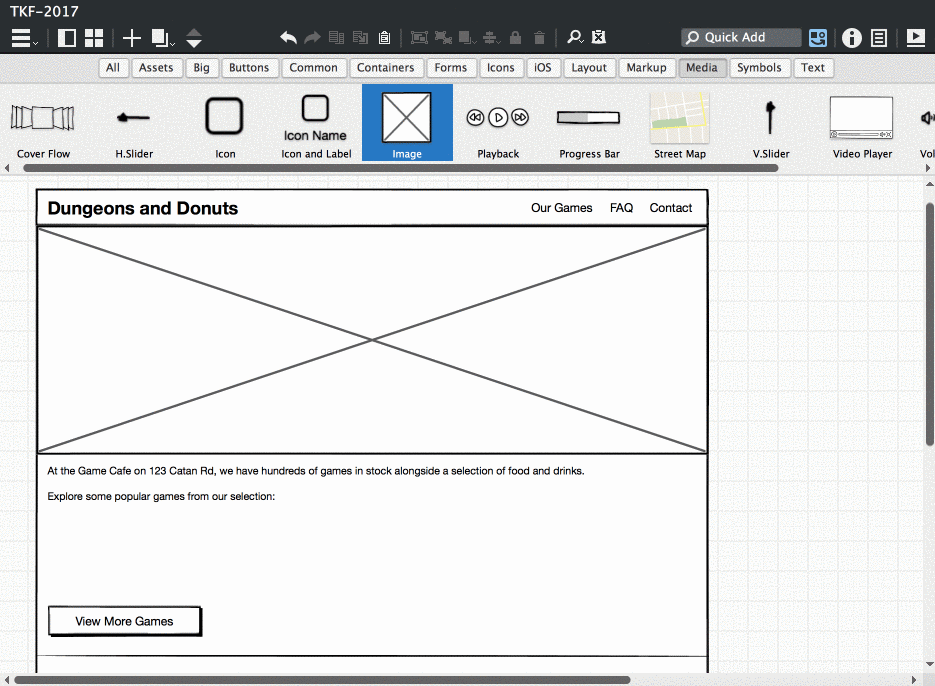 TKF-2017
Quick Add
All Assets Big Buttons Common Containers Forms Icons iOS Layout Markup Media Symbols Text
Icon Name
Cover Flow H.Slider Icon Icon and Label Image Playback Progress Bar Street Map V.Slider Video Player Vol
Dungeons and Donuts Our Games FAQ Contact
At the Game Cafe on 123 Catan Rd, we have hundreds of games in stock alongside a selection of food and drinks.
Explore some popular games from our selection:
View More Games